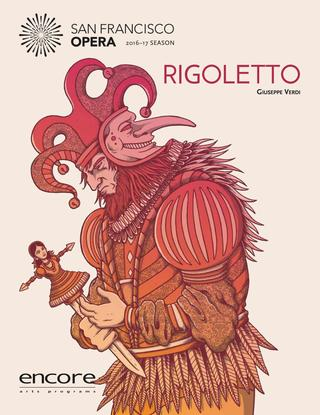 SAN FRANCISCO
OPERA 2016–17 SEASON
RIGOLETTO
GIUSEPPE VERDI
encore
arts programs